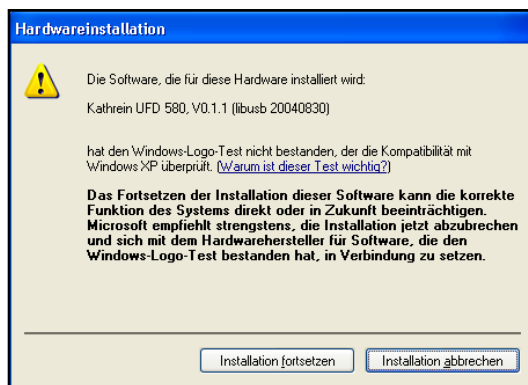 Hardwareinstallation
Die Software, die für diese Hardware installiert wird:
Kathrein UFD 580, V0.1.1 (libusb 20040830)
hat den Windows-Logo-Test nicht bestanden, der die Kompatibilität mit
Windows XP überprüft. (Warum ist dieser Test wichtig?)
Das Fortsetzen der Installation dieser Software kann die korrekte
Funktion des Systems direkt oder in Zukunft beeinträchtigen.
Microsoft empfiehlt strengstens, die Installation jetzt abzubrechen
und sich mit dem Hardwarehersteller für Software, die den
Windows-Logo-Test bestanden hat, in Verbindung zu setzen.
Installation fortsetzen Installation abbrechen